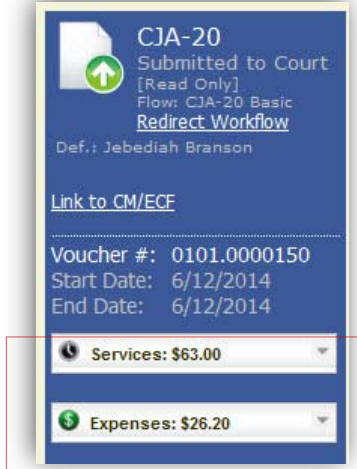 CJA-20
Submitted to Court
[Read Only]
Flow: CJA-20 Basic
Redirect Workflow
Def.: Jebediah Branson
Link to CM/ECF
Voucher #: 0101.0000150
Start Date: 6/12/2014
End Date: 6/12/2014
Services: $63.00
Expenses: $26.20